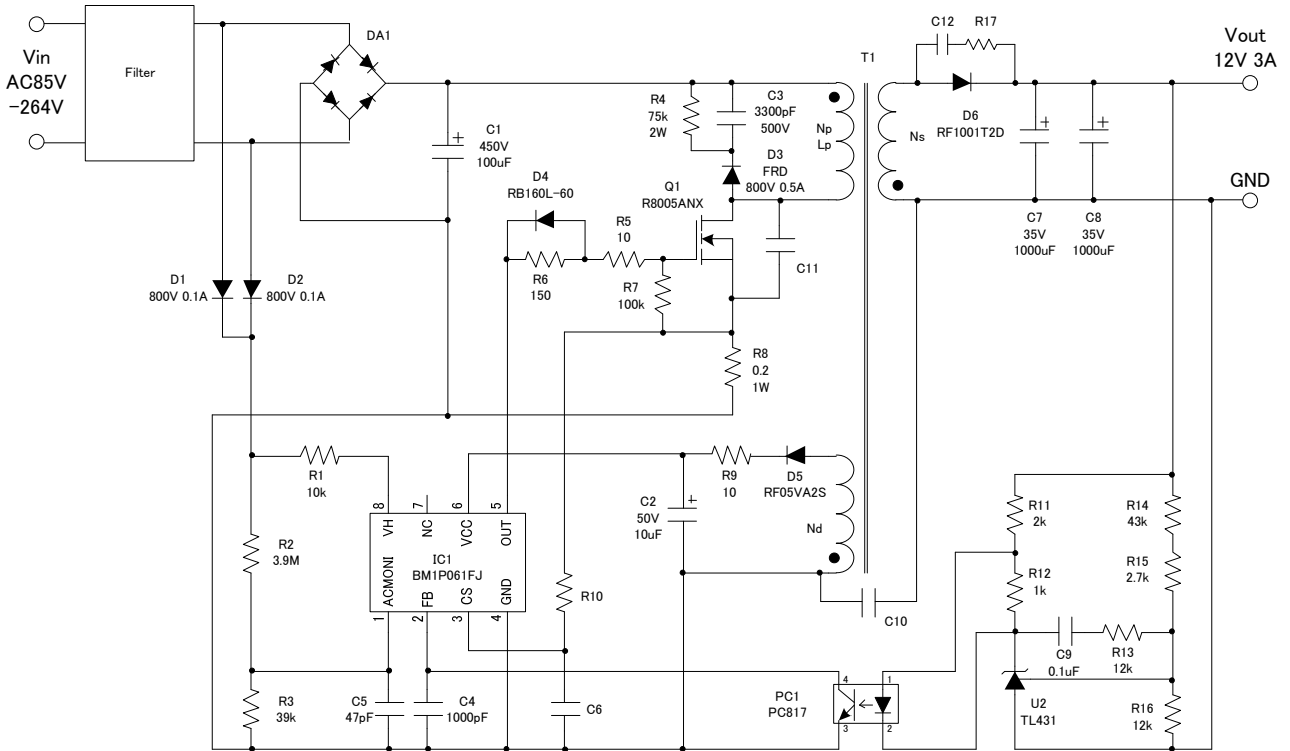 Vin
AC85V
-264V
Filter
DA1
C1
450V
100uF
R4
75k
2W
C3
3300pF
500V
D3
FRD
800V 0.5A
T1
Np
Lp
Ns
C12
R17
D6
RF1001T2D
Vout
12V 3A
GND
C7
35V
1000uF
C8
35V
1000uF
D4
RB160L-60
Q1
R8005ANX
R5
10
R6
150
R7
100k
C11
D1
800V 0.1A
D2
800V 0.1A
R8
0.2
1W
R1
10k
R2
3.9M
R3
39k
8
7
6
5
VH
NC
VCC
OUT
IC1
BM1P061FJ
ACMONI
FB
CS
GND
1
2
3
4
C2
50V
10uF
R9
10
D5
RF05VA2S
Nd
R10
C10
C5
47pF
C4
1000pF
C6
PC1
PC817
4
1
3
2
R11
2k
R12
1k
R14
43k
R15
2.7k
C9
0.1uF
R13
12k
U2
TL431
R16
12k